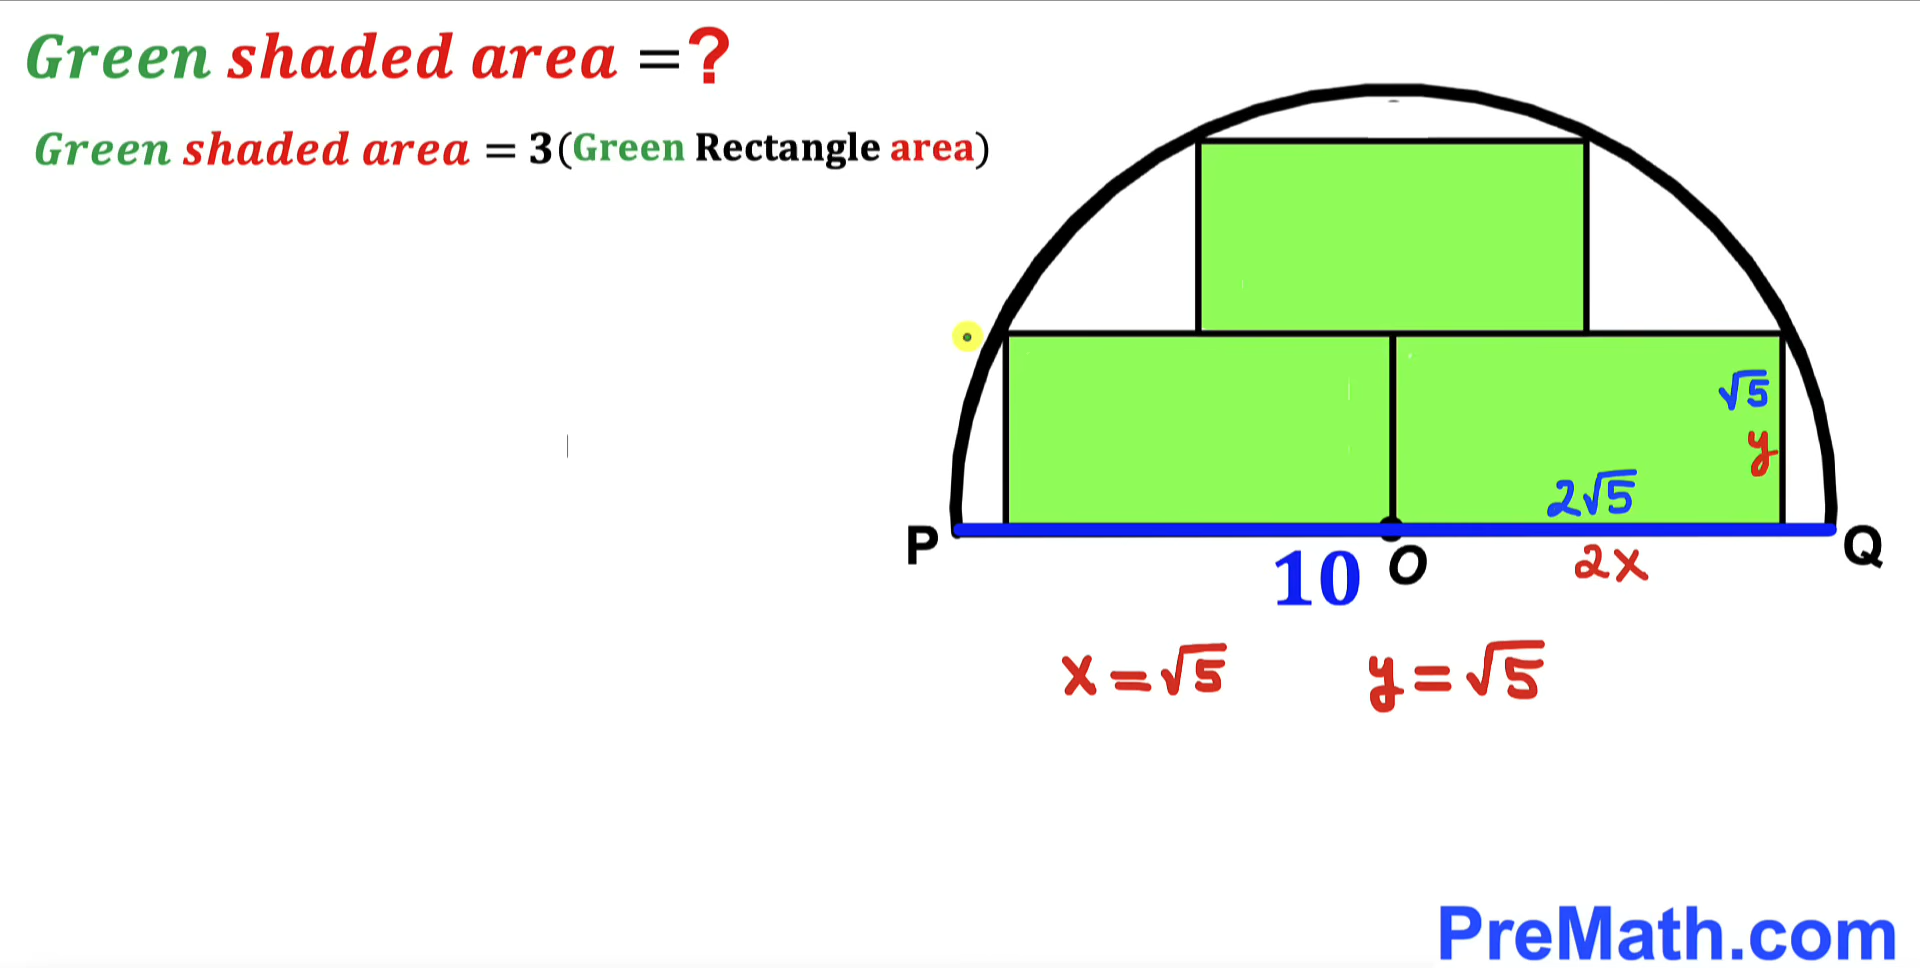 Green shaded area =?
Green shaded area = 3(Green Rectangle area)
√5
y
2√5
P
Q
10
O
2x
x=√5
y=√5
PreMath.com